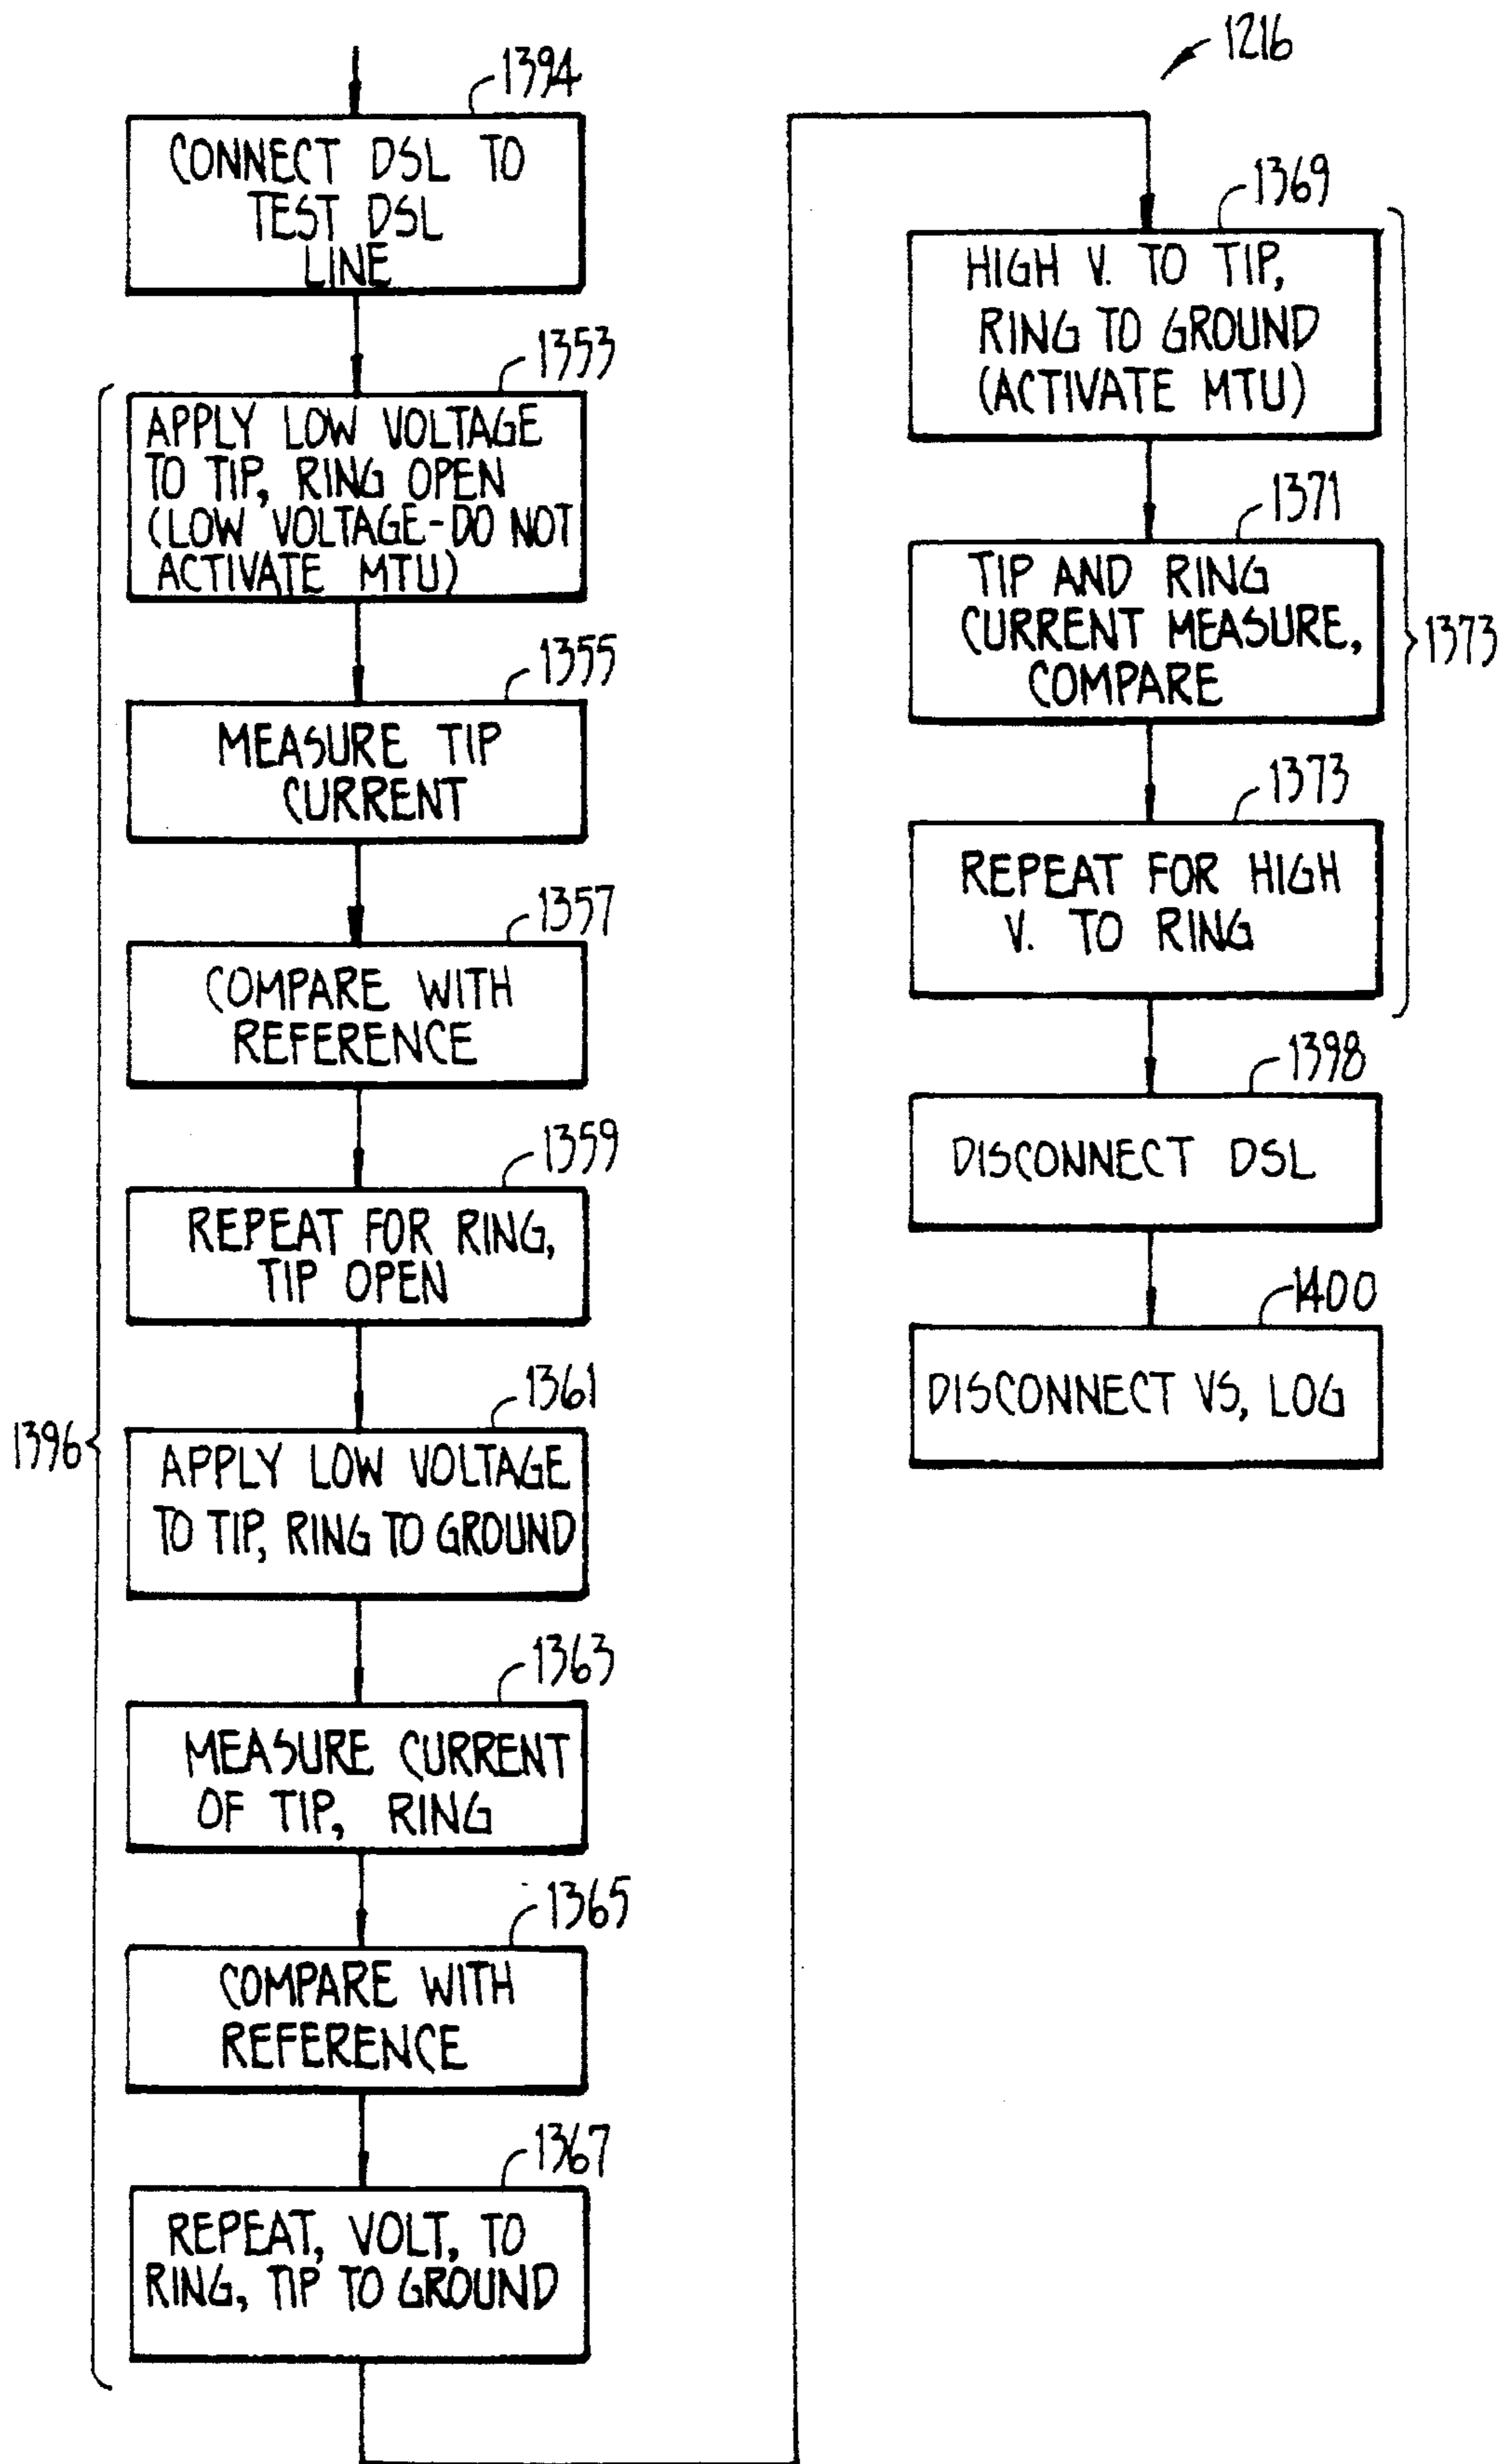 1394
CONNECT DSL TO
TEST DSL
LINE
1353
APPLY LOW VOLTAGE
TO TIP, RING OPEN
(LOW VOLTAGE-DO NOT
ACTIVATE MTU)
1355
MEASURE TIP
CURRENT
1357
COMPARE WITH
REFERENCE
1359
REPEAT FOR RING,
TIP OPEN
1396
1361
APPLY LOW VOLTAGE
TO TIP, RING TO GROUND
1363
MEASURE CURRENT
OF TIP, RING
1365
COMPARE WITH
REFERENCE
1367
REPEAT, VOLT, TO
RING, TIP TO GROUND
1216
1369
HIGH V. TO TIP,
RING TO GROUND
(ACTIVATE MTU)
1371
TIP AND RING
CURRENT MEASURE,
COMPARE
1373
1373
REPEAT FOR HIGH
V. TO RING
1398
DISCONNECT DSL
1400
DISCONNECT VS, LOG